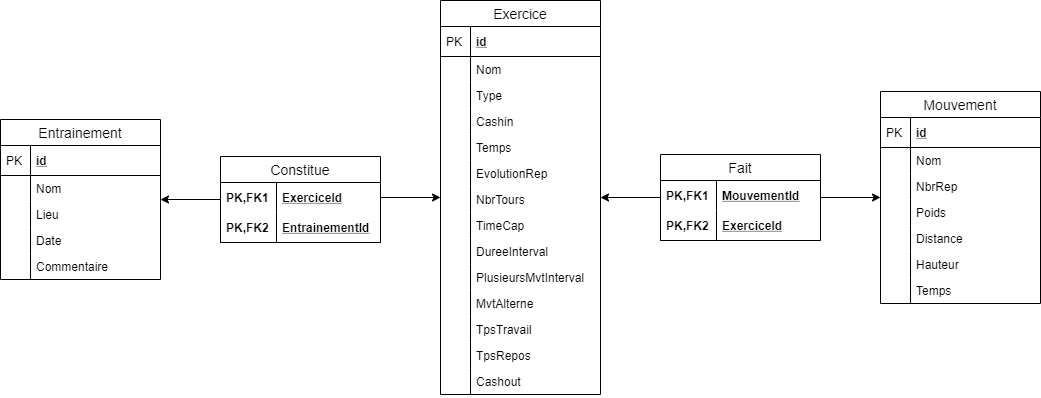 Entrainement
PK id
Nom
Lieu
Date
Commentaire
Constitue
PK,FK1 ExerciceId
PK,FK2 EntrainementId
Exercice
PK id
Nom
Type
Cashin
Temps
EvolutionRep
NbrTours
TimeCap
DureeInterval
PlusieursMvtInterval
MvtAlterne
TpsTravail
TpsRepos
Cashout
Fait
PK,FK1 MouvementId
PK,FK2 ExerciceId
Mouvement
PK id
Nom
NbrRep
Poids
Distance
Hauteur
Temps